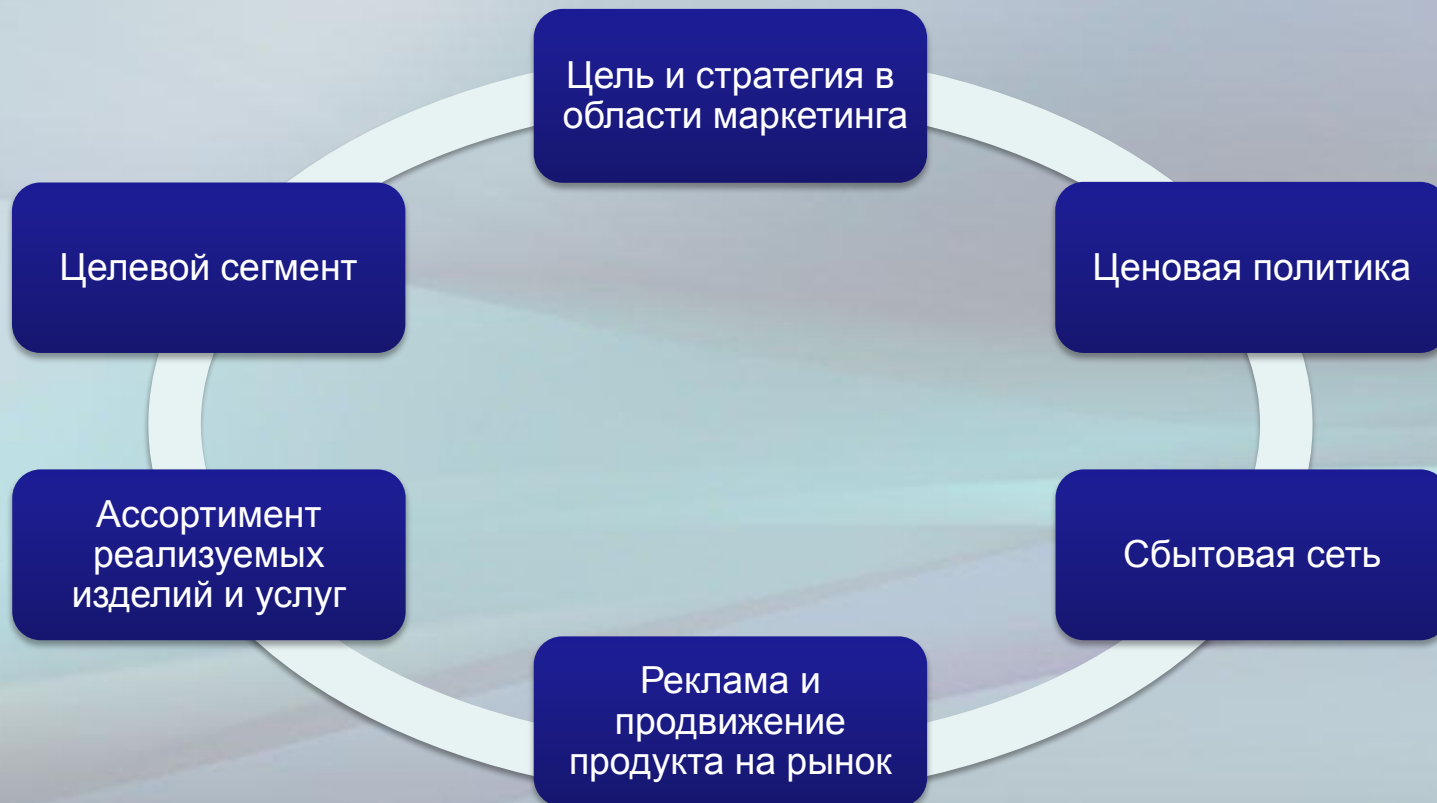 Цель и стратегия в
области маркетинга
Целевой сегмент
Ценовая политика
Ассортимент
реализуемых
изделий и услуг
Сбытовая сеть
Реклама и
продвижение
продукта на рынок